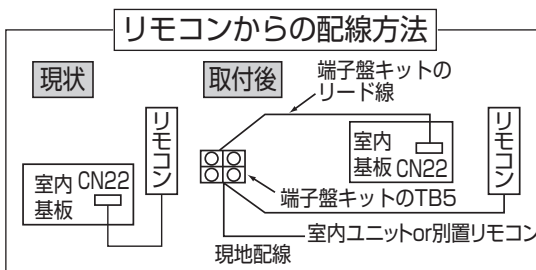 リモコンからの配線方法
現状
リモコン
室内 CN22
基板
取付後
端子盤キットの
リード線
室内
基板 CN22
リモコン
端子盤キットのTB5
室内ユニットor別置リモコン
現地配線